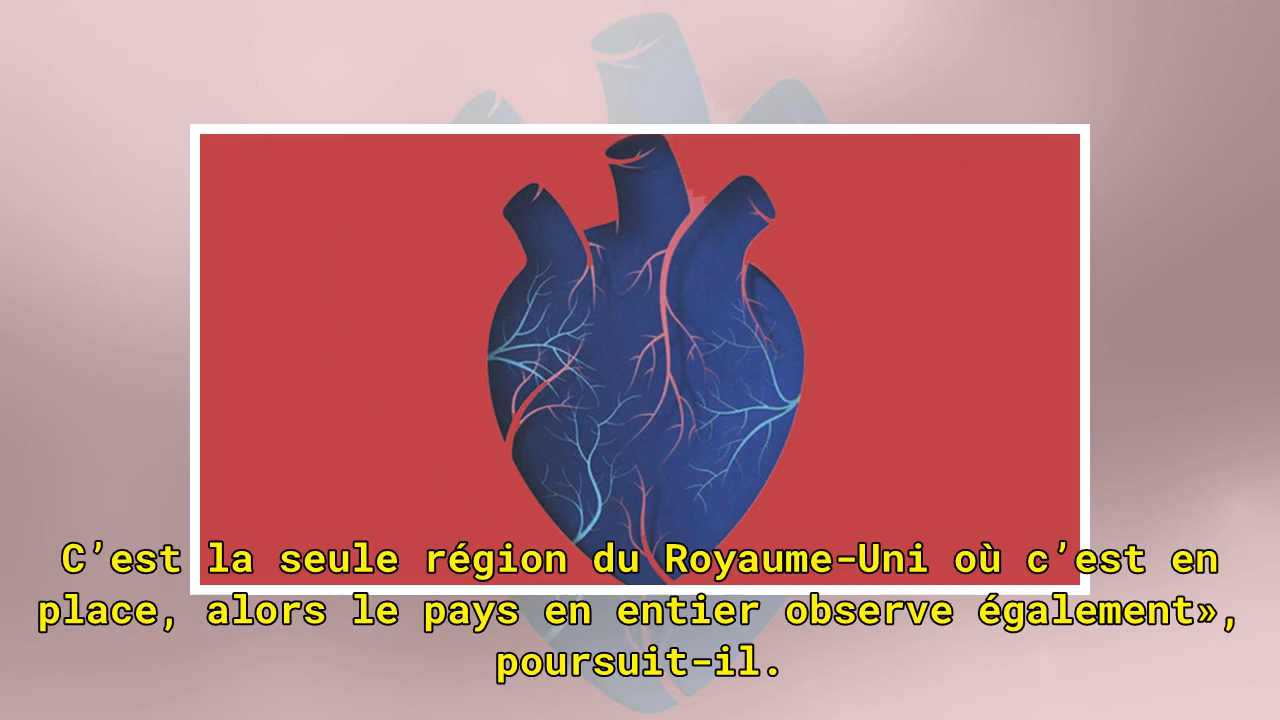 C’est la seule région du Royaume-Uni où c’est en
place, alors le pays en entier observe également»,
poursuit-il.